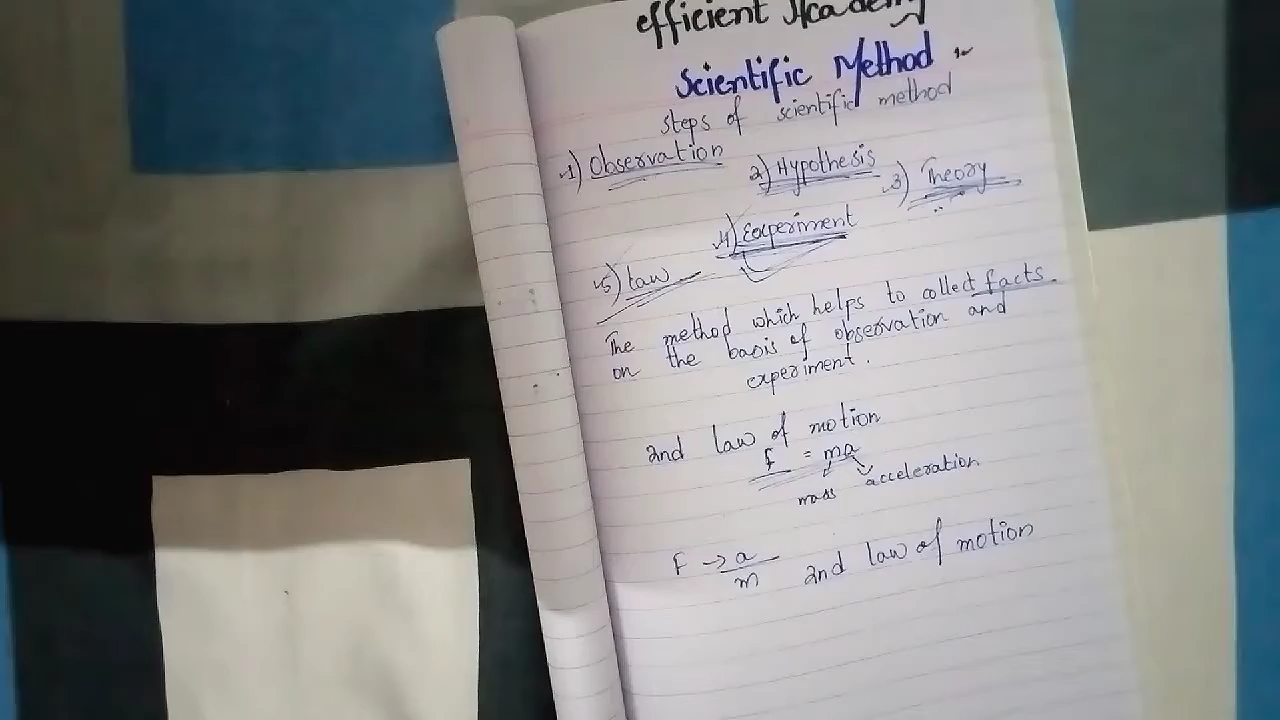 efficient Academy
Scientific Method
steps of scientific method
1) Observation 2) Hypothesis 3) Theory
4) Experiment
5) law
The method which helps to collect facts
on the basis of observation and
experiment.
2nd law of motion
f = ma
mass acceleration
F → a/m 2nd law of motion